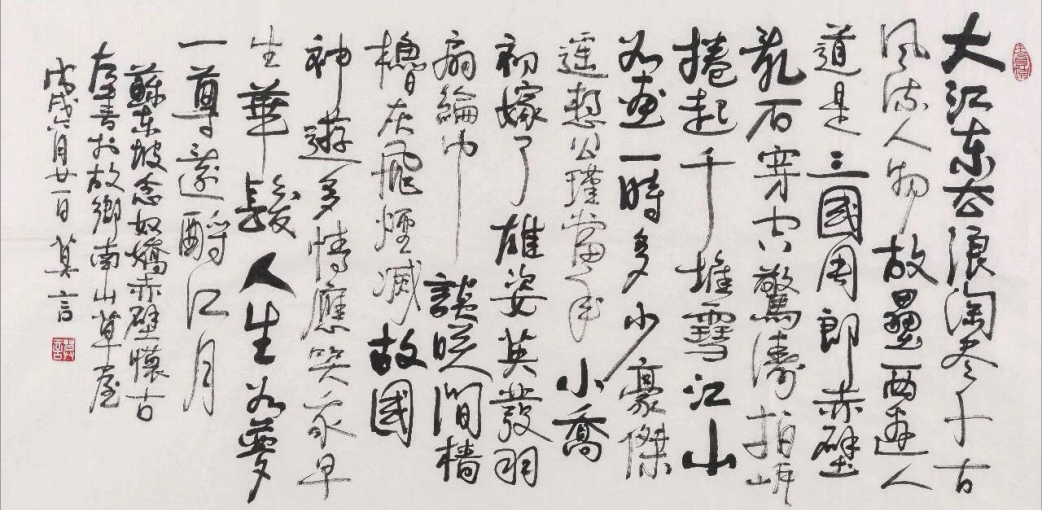 大江東去浪淘尽千古
風流人物故壘西邊人
道是三國周郎赤壁
亂石穿空驚濤拍岸
捲起千堆雪江山
如畫一時多少豪傑
遥想公瑾當年小喬
初嫁了雄姿英發羽
扇綸巾談笑間檣
櫓灰飛煙滅故國
神遊多情應笑我早
生華髮人生如夢
一尊還酹江月
蘇東坡念奴嬌赤壁懷古
左書於故鄉南山草屋
戊戌六月廿一日 莫言
莫言